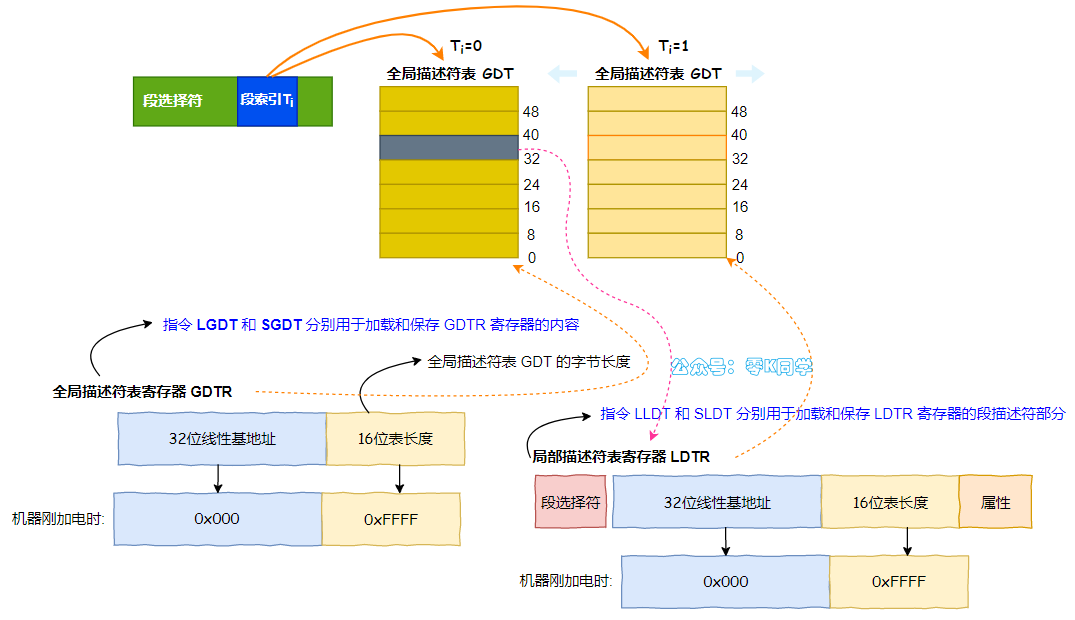 Ti=0
Ti=1
全局描述符表 GDT
全局描述符表 GDT
段选择符
段索引Ti
48
40
32
24
16
8
0
48
40
32
24
16
8
0
指令 LGDT 和 SGDT 分别用于加载和保存 GDTR 寄存器的内容
全局描述符表 GDT 的字节长度
公众号：零K同学
全局描述符表寄存器 GDTR
32位线性基地址
16位表长度
机器刚加电时:
0x000
0xFFFF
指令 LLDT 和 SLDT 分别用于加载和保存 LDTR 寄存器的段描述符部分
局部描述符表寄存器 LDTR
段选择符
32位线性基地址
16位表长度
属性
机器刚加电时:
0x000
0xFFFF